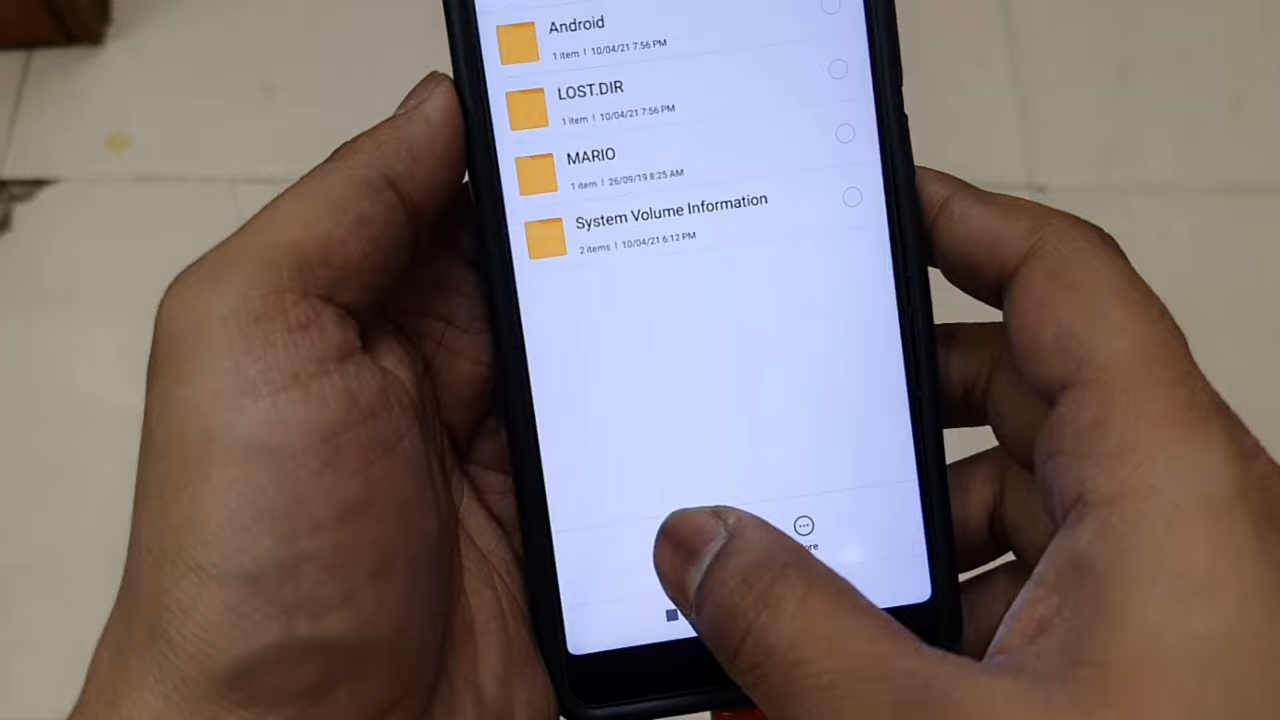 Android
1 item | 10/04/21 7:56 PM
LOST.DIR
1 item | 10/04/21 7:56 PM
MARIO
1 item | 26/09/19 8:25 AM
System Volume Information
2 items | 10/04/21 6:12 PM